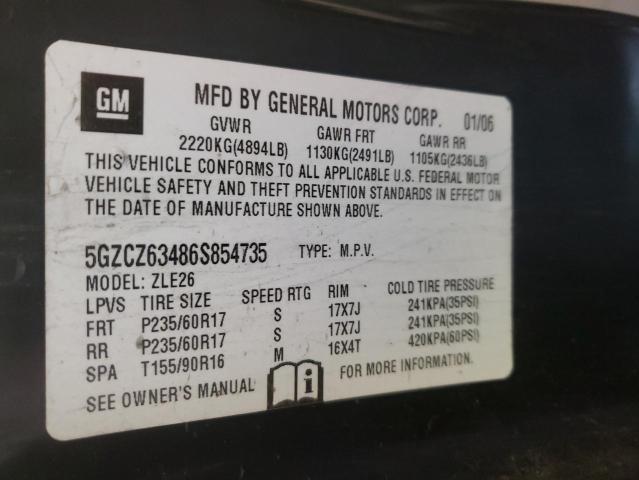 GM
MFD BY GENERAL MOTORS CORP. 01/06
GVWR GAWR FRT GAWR RR
2220KG(4894LB) 1130KG(2491LB) 1105KG(2436LB)
THIS VEHICLE CONFORMS TO ALL APPLICABLE U.S. FEDERAL MOTOR
VEHICLE SAFETY AND THEFT PREVENTION STANDARDS IN EFFECT ON
THE DATE OF MANUFACTURE SHOWN ABOVE.
5GZCZ63486S854735 TYPE: M.P.V.
MODEL: ZLE26
LPVS TIRE SIZE SPEED RTG RIM COLD TIRE PRESSURE
FRT P235/60R17 S 17X7J 241KPA(35PSI)
RR P235/60R17 S 17X7J 241KPA(35PSI)
SPA T155/90R16 M 16X4T 420KPA(60PSI)
SEE OWNER'S MANUAL i FOR MORE INFORMATION.